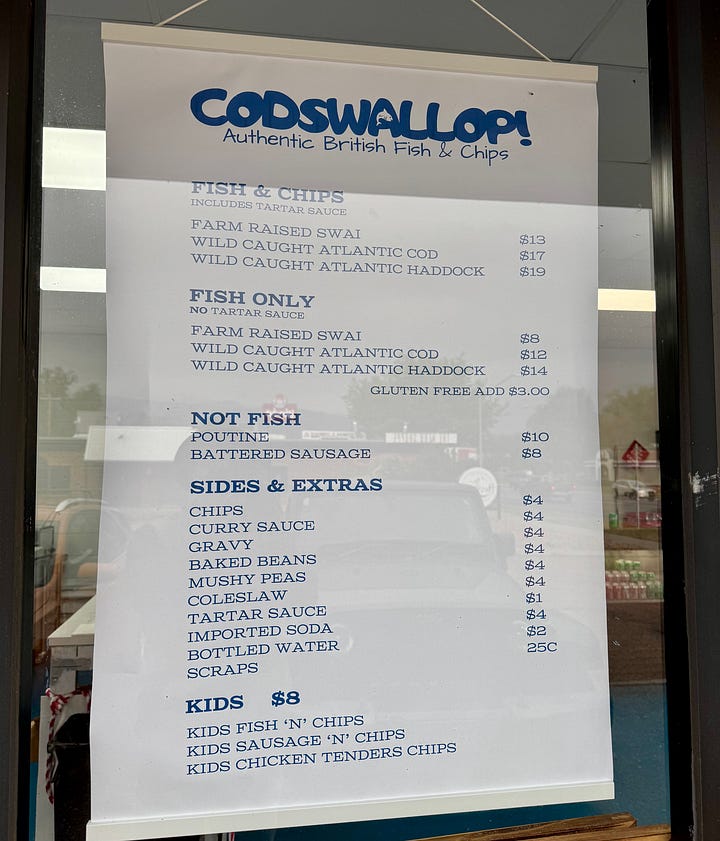 CODSWALLOP!
Authentic British Fish & Chips
FISH & CHIPS
INCLUDES TARTAR SAUCE
FARM RAISED SWAI $13
WILD CAUGHT ATLANTIC COD $17
WILD CAUGHT ATLANTIC HADDOCK $19
FISH ONLY
NO TARTAR SAUCE
FARM RAISED SWAI $8
WILD CAUGHT ATLANTIC COD $12
WILD CAUGHT ATLANTIC HADDOCK $14
GLUTEN FREE ADD $3.00
NOT FISH
POUTINE $10
BATTERED SAUSAGE $8
SIDES & EXTRAS
CHIPS $4
CURRY SAUCE $4
GRAVY $4
BAKED BEANS $4
MUSHY PEAS $4
COLESLAW $4
TARTAR SAUCE $1
IMPORTED SODA $4
BOTTLED WATER $2
SCRAPS 25C
KIDS $8
KIDS FISH 'N' CHIPS
KIDS SAUSAGE 'N' CHIPS
KIDS CHICKEN TENDERS CHIPS